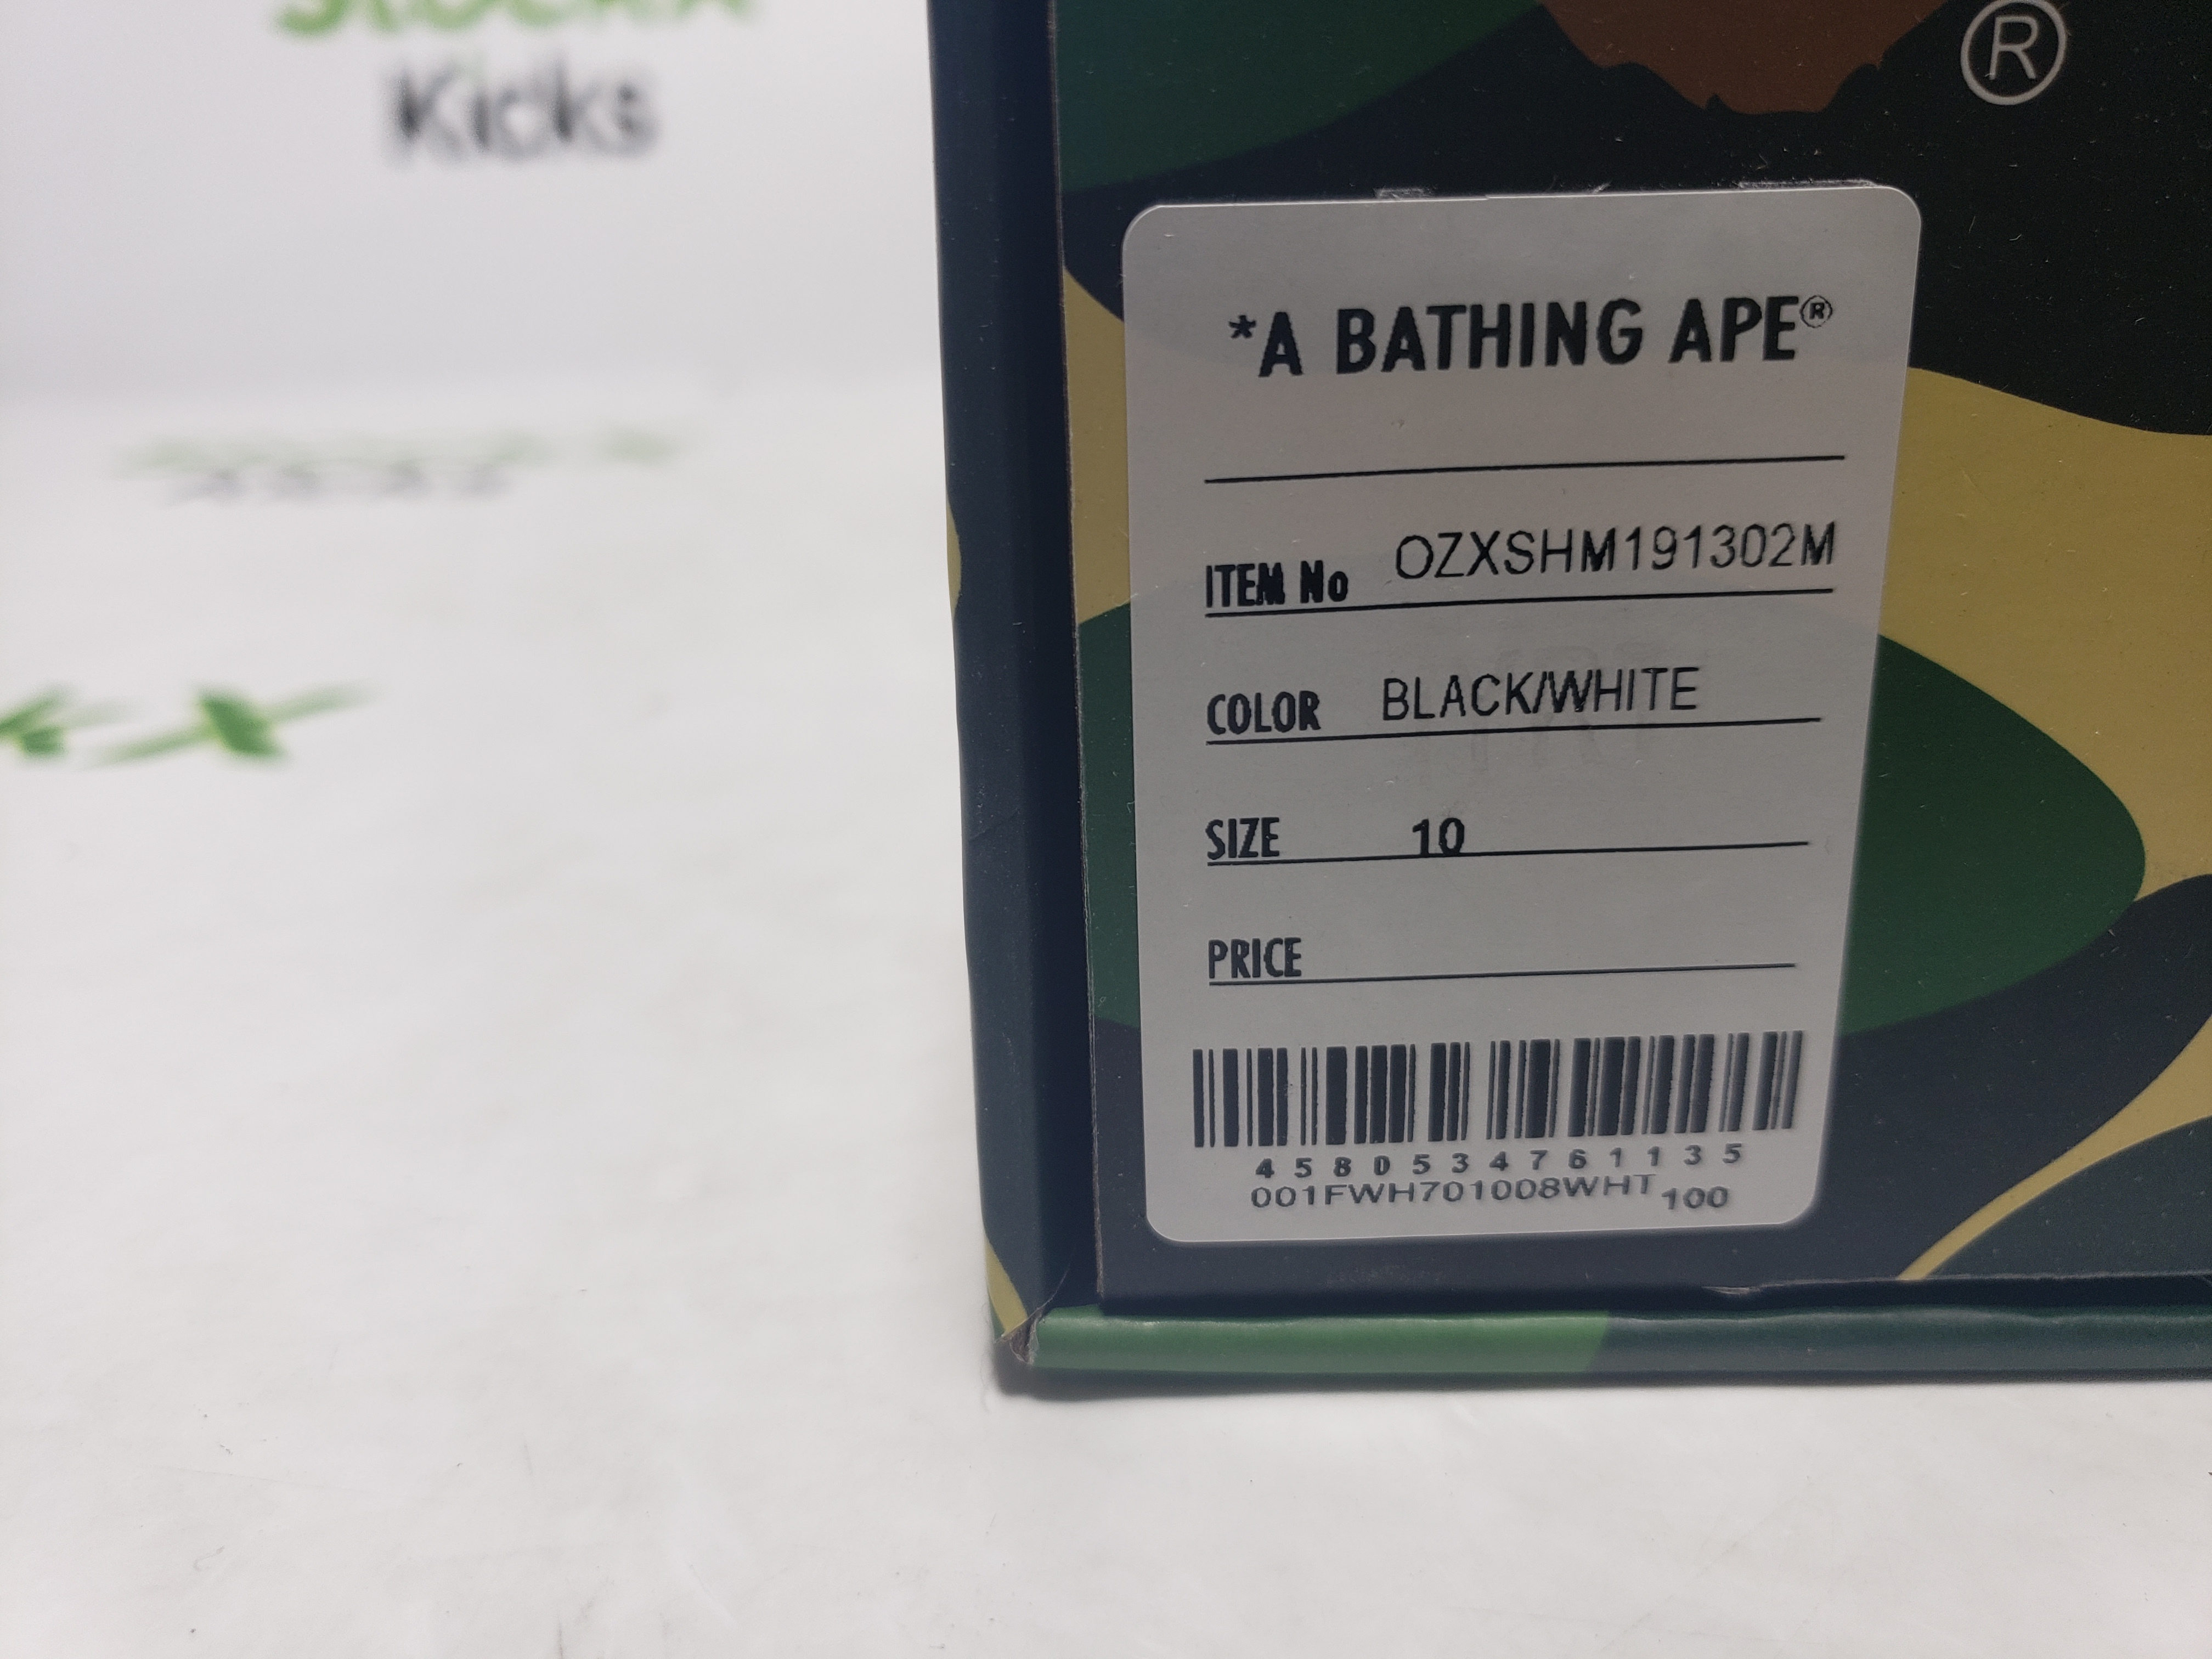 Kicks
®
*A BATHING APE®
ITEM No OZXSHM191302M
COLOR BLACK/WHITE
SIZE 10
PRICE
4580534761135
001FWH701008WHT 100